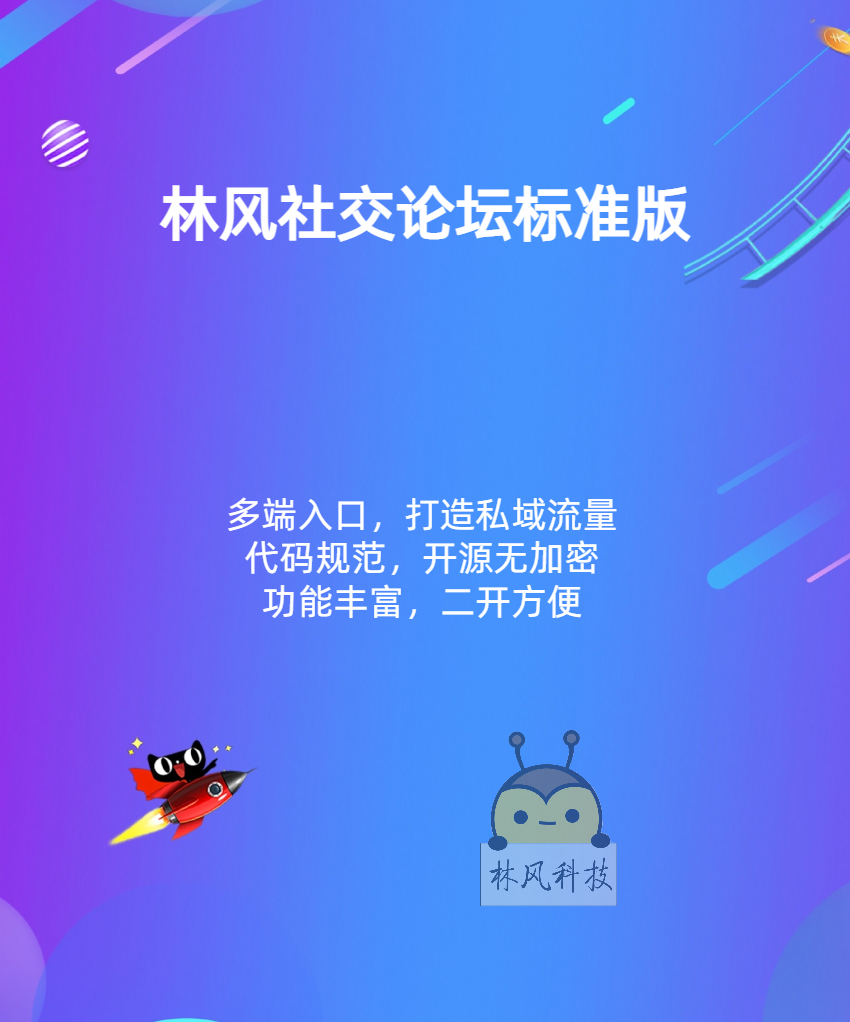 林风社交论坛标准版
多端入口，打造私域流量
代码规范，开源无加密
功能丰富，二开方便
林风科技